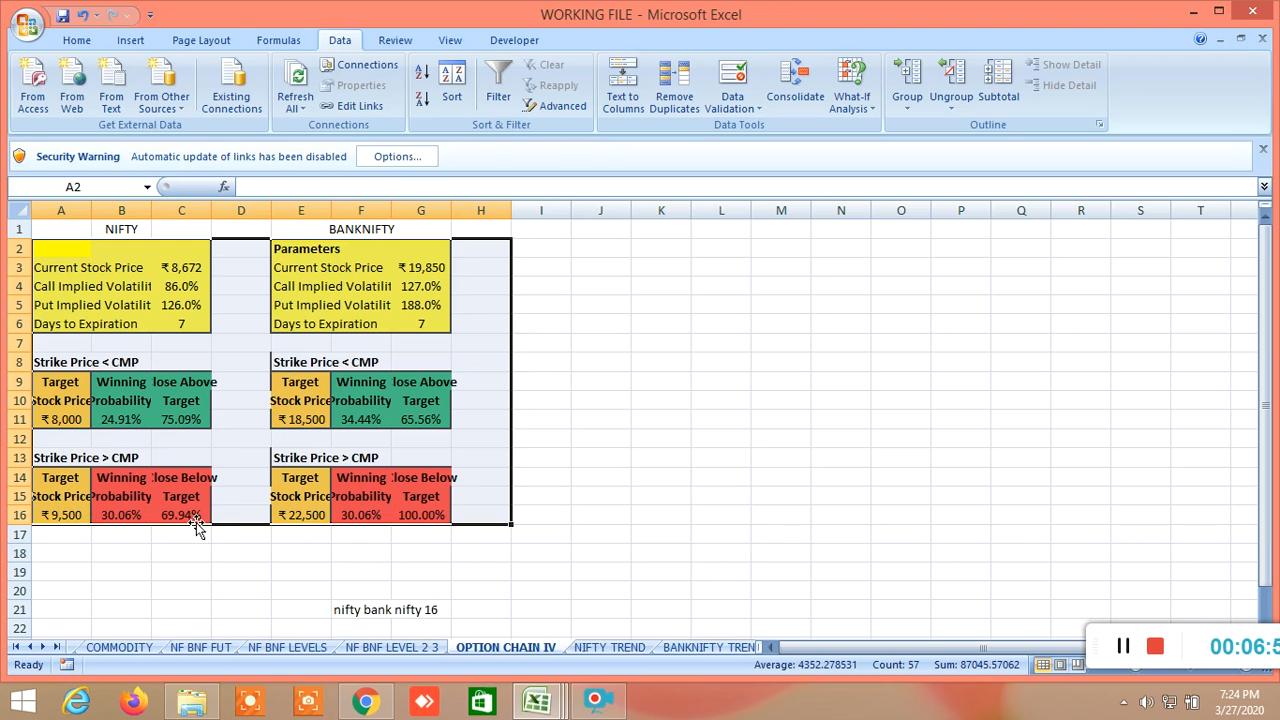 WORKING FILE - Microsoft Excel
Home Insert Page Layout Formulas Data Review View Developer
From Access
From Web
From Text
From Other Sources
Existing Connections
Get External Data
Refresh All
Connections
Properties
Edit Links
Connections
Sort
Filter
Clear
Reapply
Advanced
Sort & Filter
Text to Columns
Remove Duplicates
Data Validation
Consolidate
What-If Analysis
Data Tools
Group
Ungroup
Subtotal
Show Detail
Hide Detail
Outline
Security Warning Automatic update of links has been disabled Options...
A2 fx
A B C D E F G H I J K L M N O P Q R S T
1 NIFTY BANKNIFTY
2 Parameters
3 Current Stock Price ₹ 8,672 Current Stock Price ₹ 19,850
4 Call Implied Volatilit 86.0% Call Implied Volatilit 127.0%
5 Put Implied Volatilit 126.0% Put Implied Volatilit 188.0%
6 Days to Expiration 7 Days to Expiration 7
7
8 Strike Price < CMP Strike Price < CMP
9 Target Winning lose Above Target Winning lose Above
10 Stock Price Probability Target Stock Price Probability Target
11 ₹ 8,000 24.91% 75.09% ₹ 18,500 34.44% 65.56%
12
13 Strike Price > CMP Strike Price > CMP
14 Target Winning lose Below Target Winning lose Below
15 Stock Price Probability Target Stock Price Probability Target
16 ₹ 9,500 30.06% 69.94% ₹ 22,500 30.06% 100.00%
17
18
19
20
21 nifty bank nifty 16
22
COMMODITY NF BNF FUT NF BNF LEVELS NF BNF LEVEL 2 3 OPTION CHAIN IV NIFTY TREND BANKNIFTY TREN
00:06:5
Ready Average: 4352.278531 Count: 57 Sum: 87045.57062
7:24 PM
3/27/2020